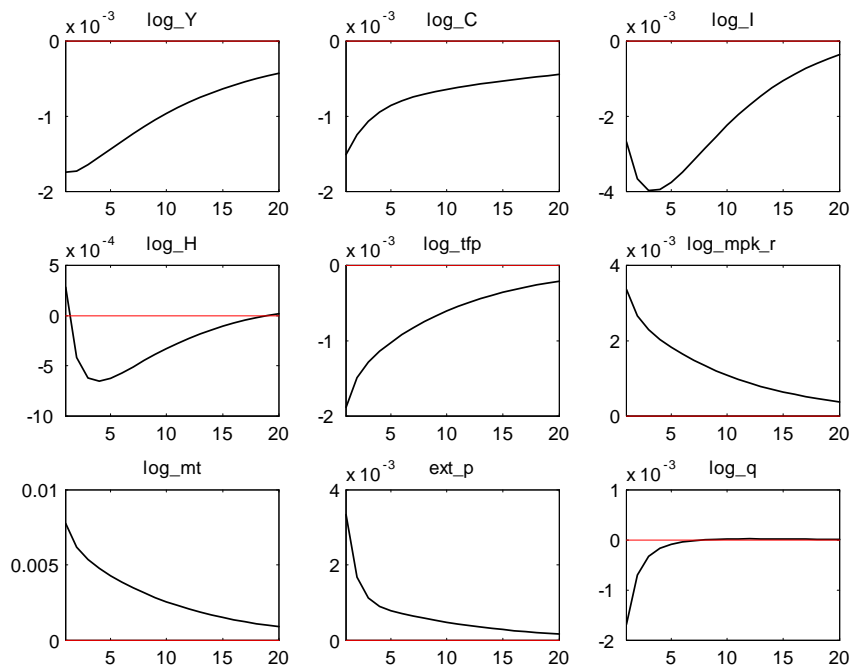 x 10⁻³ log_Y
0
-1
-2
5 10 15 20
x 10⁻³ log_C
0
-1
-2
5 10 15 20
x 10⁻³ log_I
0
-2
-4
5 10 15 20
x 10⁻⁴ log_H
5
0
-5
-10
5 10 15 20
x 10⁻³ log_tfp
0
-1
-2
5 10 15 20
x 10⁻³ log_mpk_r
4
2
0
5 10 15 20
log_mt
0.01
0.005
0
5 10 15 20
x 10⁻³ ext_p
4
2
0
5 10 15 20
x 10⁻³ log_q
1
0
-1
-2
5 10 15 20